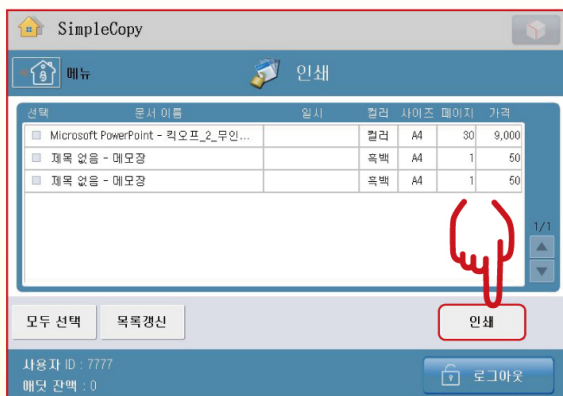 SimpleCopy
메뉴
인쇄
선택 문서 이름 일시 컬러 사이즈 페이지 가격
Microsoft PowerPoint - 킥오프_2_무인... 컬러 A4 30 9,000
제목 없음 - 메모장 흑백 A4 1 50
제목 없음 - 메모장 흑백 A4 1 50
1/1
모두 선택 목록갱신 인쇄
사용자 ID : 7777
애딧 잔액 : 0
로그아웃